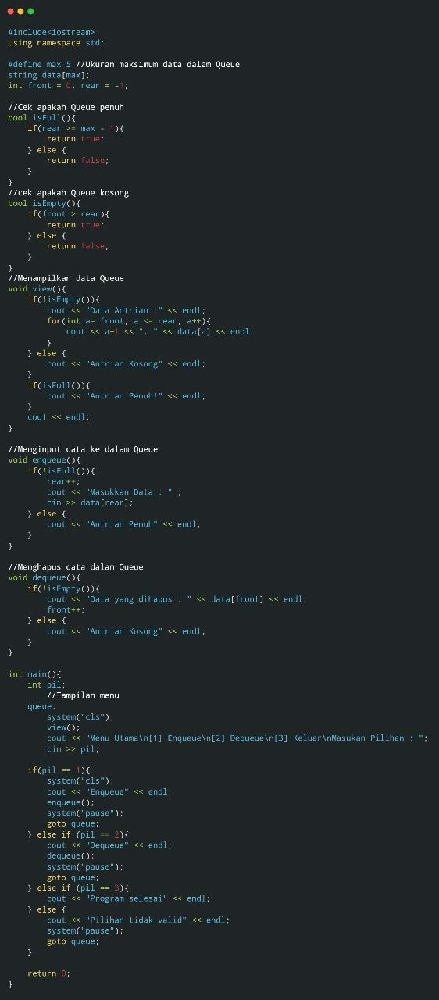 #include<iostream>
using namespace std;
#define max 5 //Ukuran maksimum data dalam Queue
string data[max];
int front = 0, rear = -1;
//Cek apakah Queue penuh
bool isFull(){
if(rear >= max - 1){
return true;
} else {
return false;
}
}
//cek apakah Queue kosong
bool isEmpty(){
if(front > rear){
return true;
} else {
return false;
}
}
//Menampilkan data Queue
void view(){
if(!isEmpty()){
cout << "Data Antrian :" << endl;
for(int a= front; a <= rear; a++){
cout << a+1 << ". " << data[a] << endl;
}
} else {
cout << "Antrian Kosong" << endl;
}
if(isFull()){
cout << "Antrian Penuh!" << endl;
}
cout << endl;
}
//Menginput data ke dalam Queue
void enqueue(){
if(!isFull()){
rear++;
cout << "Masukkan Data : " ;
cin >> data[rear];
} else {
cout << "Antrian Penuh" << endl;
}
}
//Menghapus data dalam Queue
void dequeue(){
if(!isEmpty()){
cout << "Data yang dihapus : " << data[front] << endl;
front++;
} else {
cout << "Antrian Kosong" << endl;
}
}
int main(){
int pil;
//Tampilan menu
queue:
system("cls");
view();
cout << "Menu Utama\n[1] Enqueue\n[2] Dequeue\n[3] Keluar\nMasukan Pilihan : ";
cin >> pil;
if(pil == 1){
system("cls");
cout << "Enqueue" << endl;
enqueue();
system("pause");
goto queue;
} else if (pil == 2){
cout << "Dequeue" << endl;
dequeue();
system("pause");
goto queue;
} else if (pil == 3){
cout << "Program selesai" << endl;
} else {
cout << "Pilihan tidak valid" << endl;
system("pause");
goto queue;
}
return 0;
}